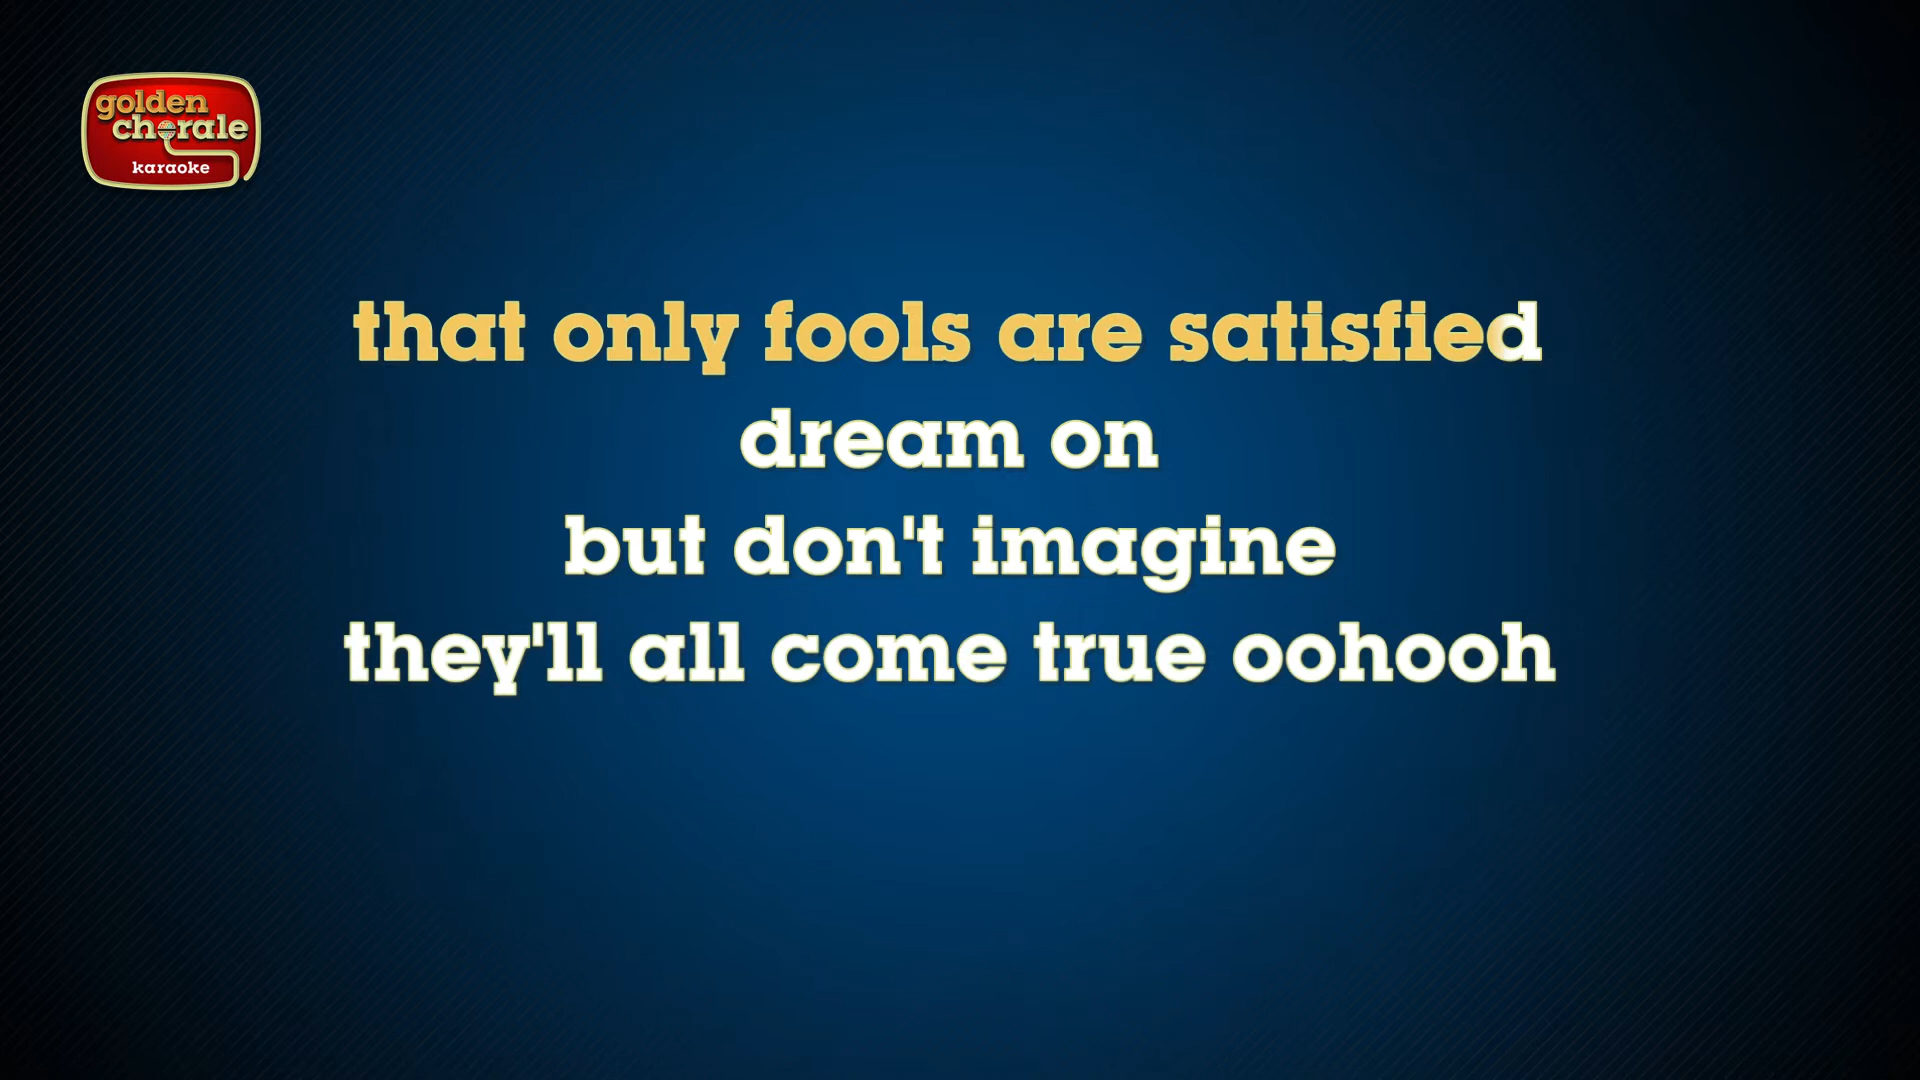 golden
chorale
karaoke
that only fools are satisfied
dream on
but don't imagine
they'll all come true oohooh